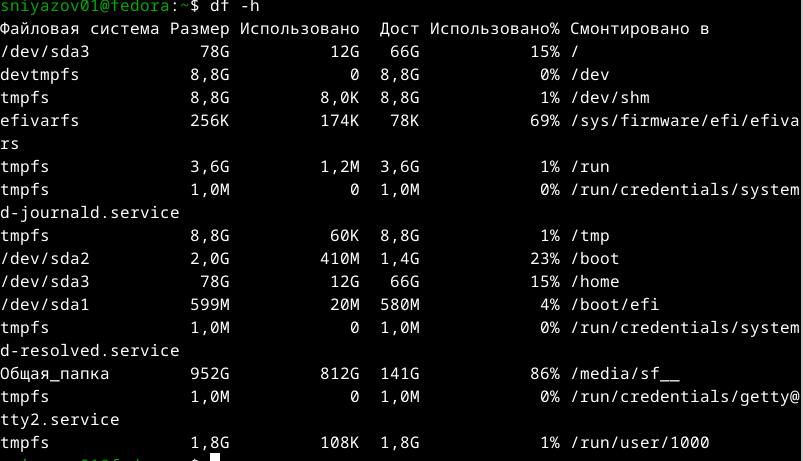 sniyazov01@fedora:~$ df -h
Файловая система Размер Использовано  Дост Использовано% Смонтировано в
/dev/sda3           78G          12G   66G           15% /
devtmpfs           8,8G            0  8,8G            0% /dev
tmpfs              8,8G         8,0K  8,8G            1% /dev/shm
efivarfs           256K         174K   78K           69% /sys/firmware/efi/efiva
rs
tmpfs              3,6G         1,2M  3,6G            1% /run
tmpfs              1,0M            0  1,0M            0% /run/credentials/system
d-journald.service
tmpfs              8,8G          60K  8,8G            1% /tmp
/dev/sda2          2,0G         410M  1,4G           23% /boot
/dev/sda3           78G          12G   66G           15% /home
/dev/sda1          599M          20M  580M            4% /boot/efi
tmpfs              1,0M            0  1,0M            0% /run/credentials/system
d-resolved.service
Общая_папка        952G         812G  141G           86% /media/sf__
tmpfs              1,0M            0  1,0M            0% /run/credentials/getty@
tty2.service
tmpfs              1,8G         108K  1,8G            1% /run/user/1000